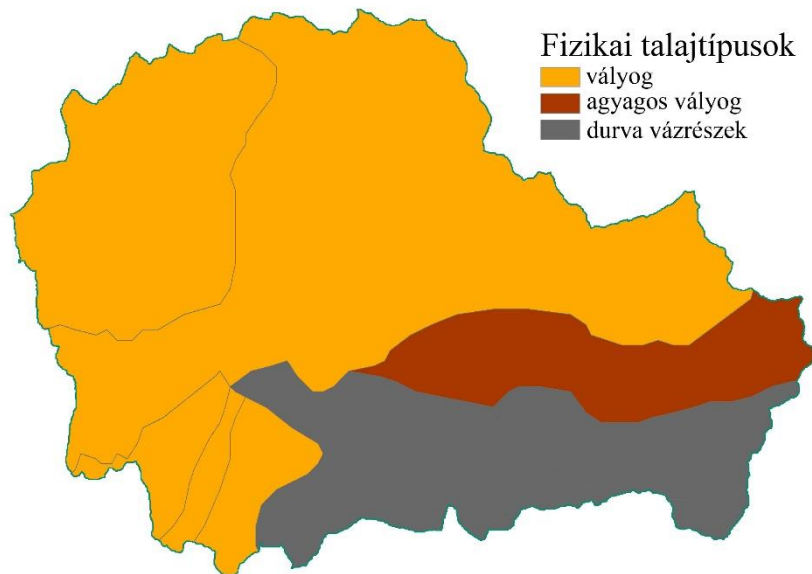 Fizikai talajtípusok
vályog
agyagos vályog
durva vázrészek